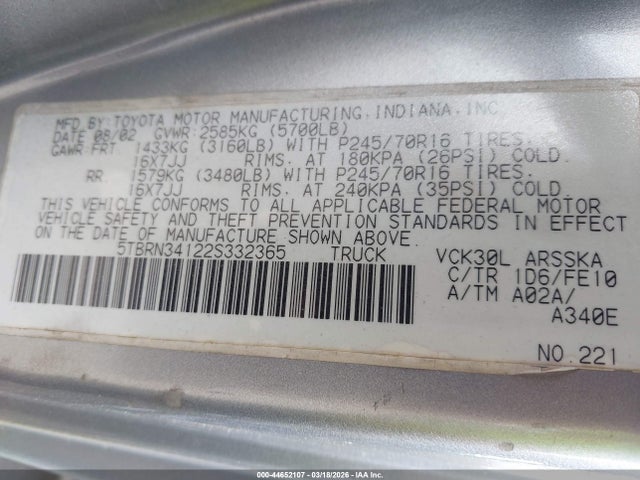 MFD.BY:TOYOTA MOTOR MANUFACTURING.INDIANA.INC.
DATE 08/02 GVWR:2585KG (5700LB)
GAWR:FRT 1433KG (3160LB) WITH P245/70R16 TIRES.
16X7JJ RIMS. AT 180KPA (26PSI) COLD.
RR 1579KG (3480LB) WITH P245/70R16 TIRES.
16X7JJ RIMS. AT 240KPA (35PSI) COLD.
THIS VEHICLE CONFORMS TO ALL APPLICABLE FEDERAL MOTOR
VEHICLE SAFETY AND THEFT PREVENTION STANDARDS IN EFFECT
ON THE DATE OF MANUFACTURE SHOWN ABOVE.
5TBRN34122S332365 TRUCK
VCK30L ARSSKA
C/TR 1D6/FE10
A/TM A02A/
A340E
NO.221
000-44652107 - 03/18/2026 - IAA Inc.